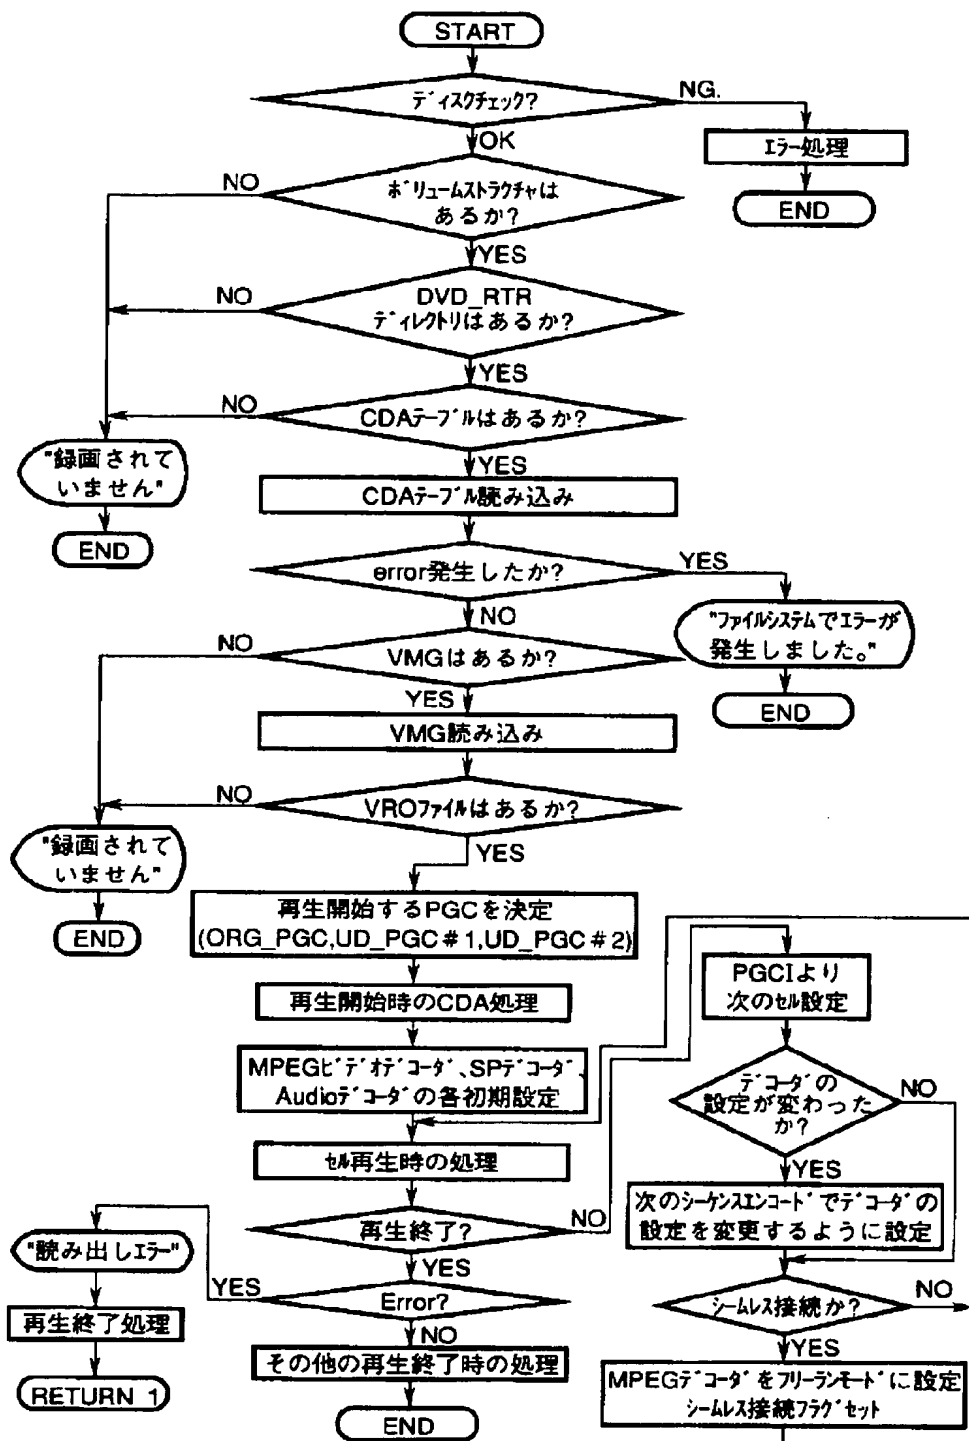 START
ディスクチェック?
NG.
OK
エラー処理
END
ボリュームストラクチャは
あるか?
NO
YES
DVD_RTR
ディレクトリはあるか?
NO
YES
CDAテーブルはあるか?
NO
YES
"録画されて
いません"
END
CDAテーブル読み込み
error発生したか?
YES
NO
"ファイルシステムでエラーが
発生しました。"
END
VMGはあるか?
NO
YES
VMG読み込み
VROファイルはあるか?
NO
YES
"録画されて
いません"
END
再生開始するPGCを決定
(ORG_PGC,UD_PGC#1,UD_PGC#2)
再生開始時のCDA処理
MPEGビデオデコーダ、SPデコーダ、
Audioデコーダの各初期設定
セル再生時の処理
再生終了?
NO
YES
Error?
YES
NO
"読み出しエラー"
再生終了処理
RETURN 1
その他の再生終了時の処理
END
PGCIより
次のセル設定
デコーダの
設定が変わった
か?
NO
YES
次のシーケンスエンコードでデコーダの
設定を変更するように設定
シームレス接続か?
NO
YES
MPEGデコーダをフリーランモードに設定
シームレス接続フラグセット